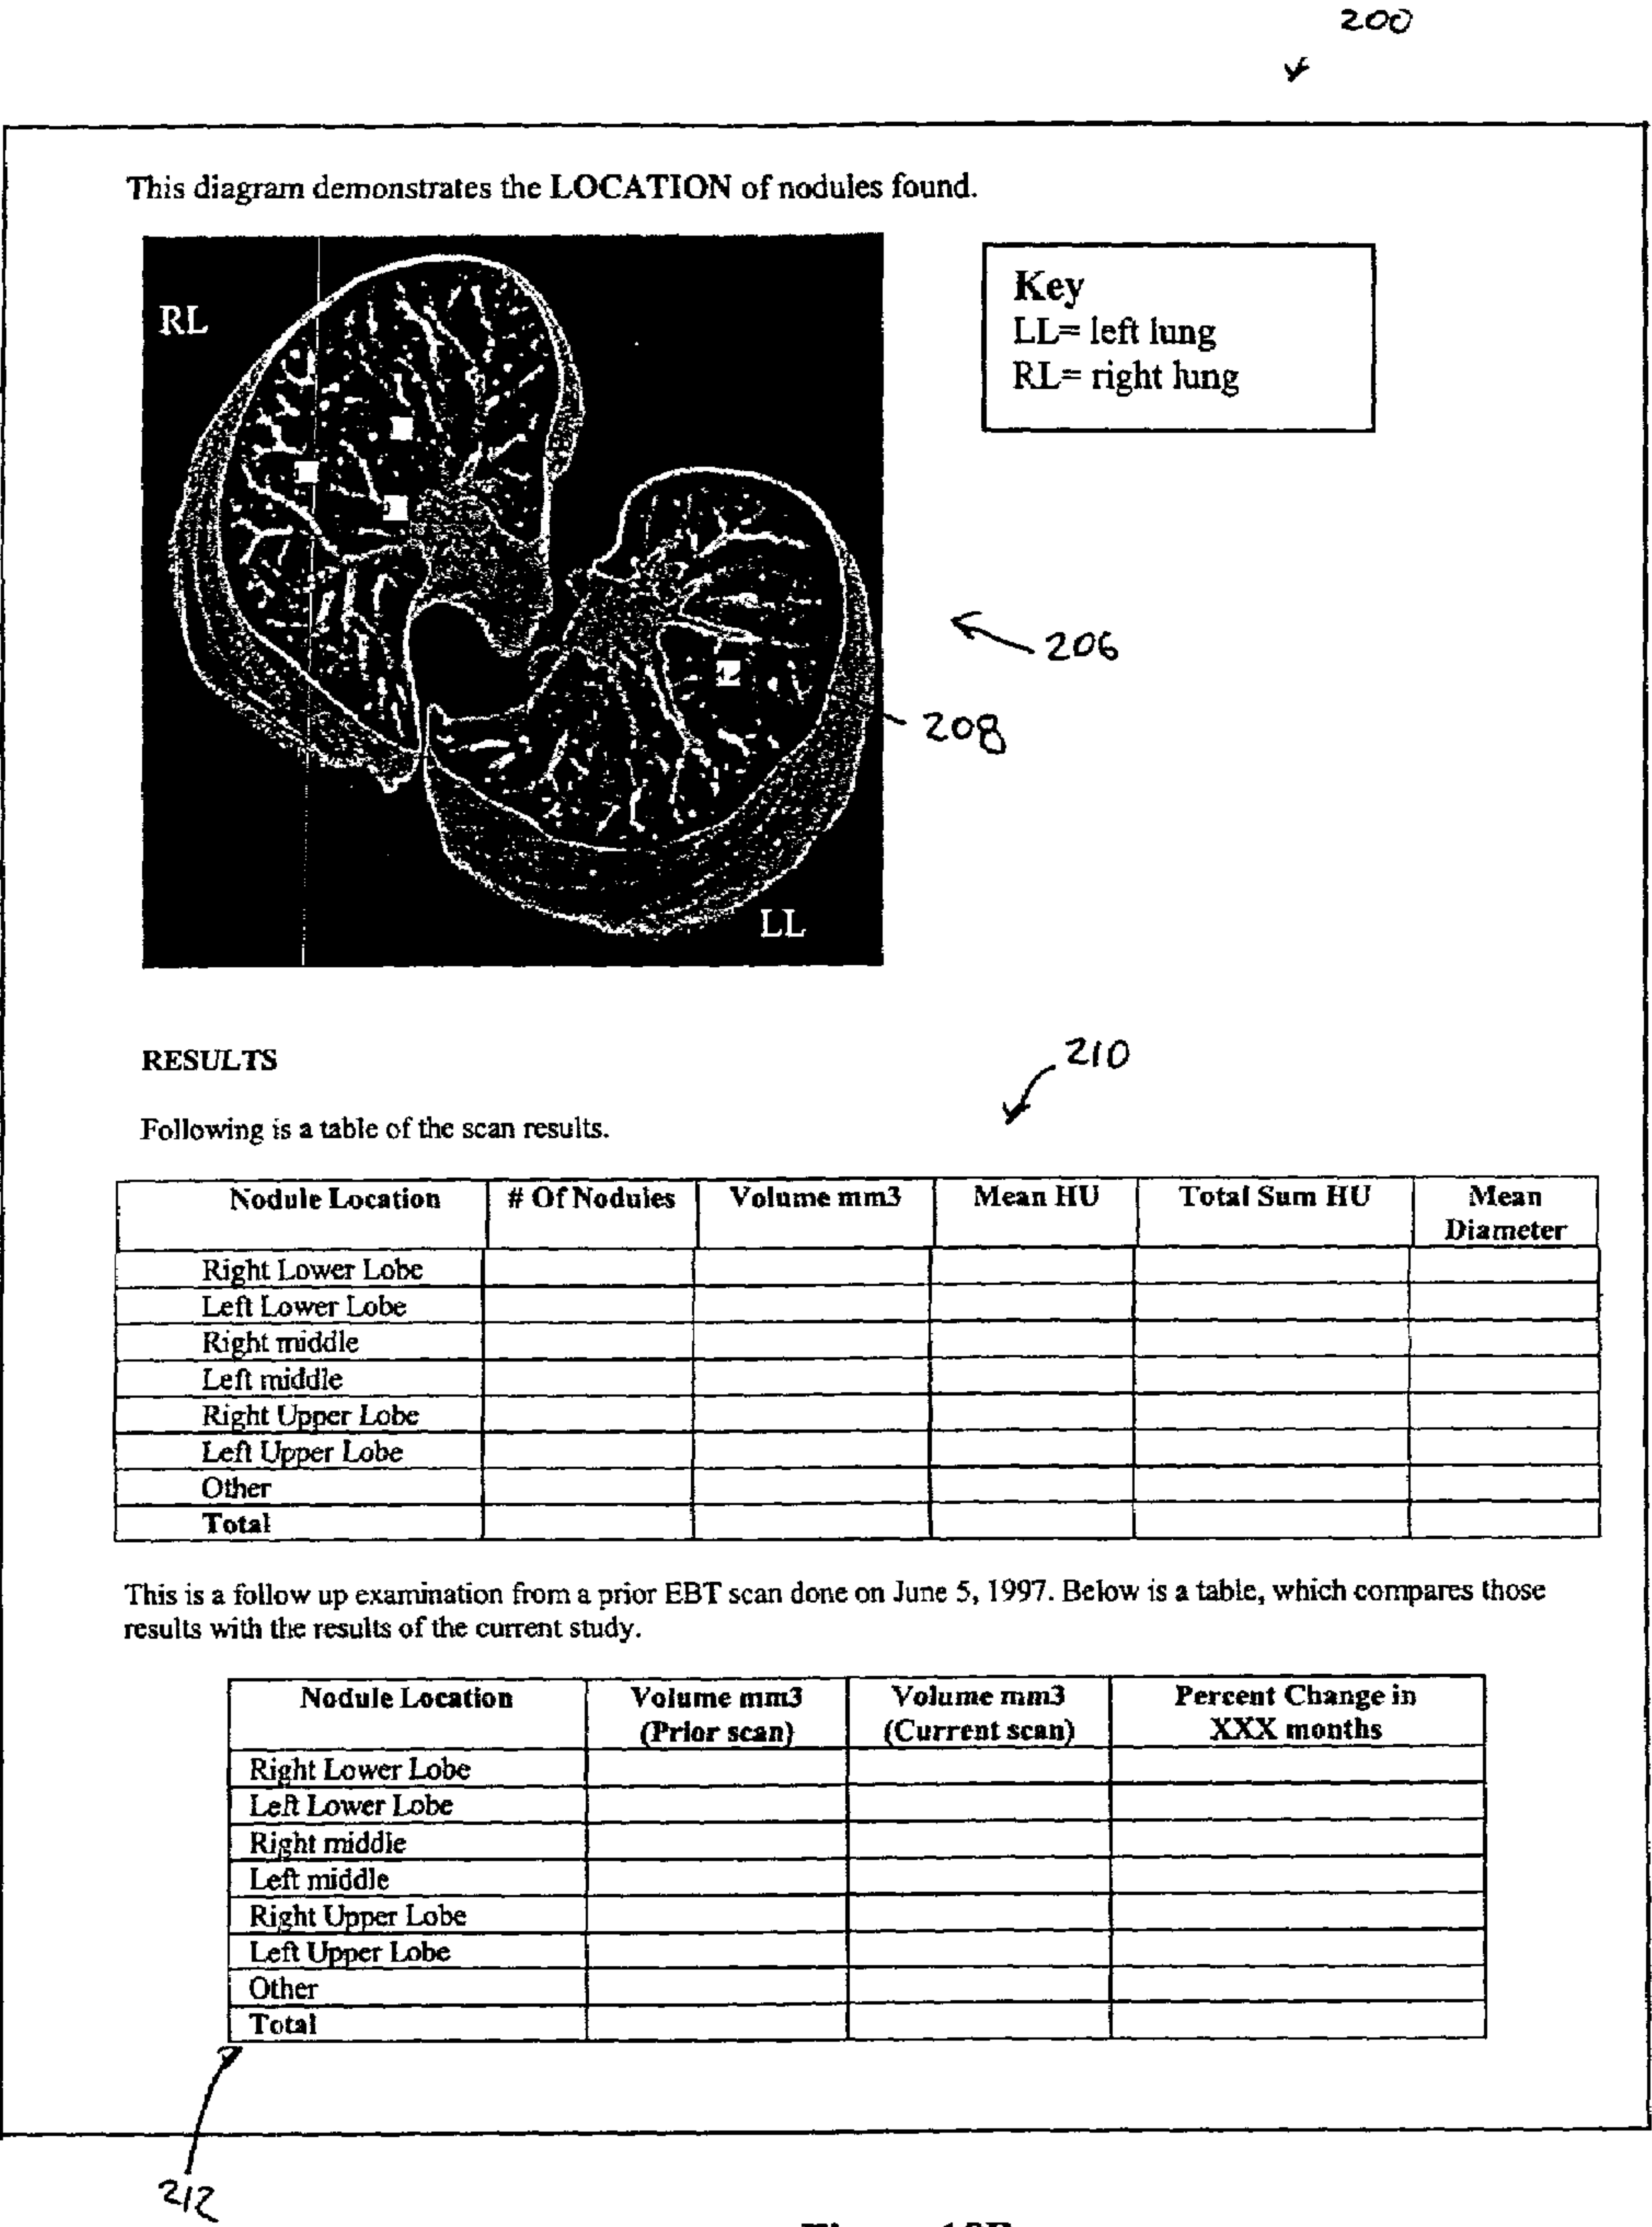 200
This diagram demonstrates the LOCATION of nodules found.
RL
Key
LL= left lung
RL= right lung
206
208
LL
RESULTS
210
Following is a table of the scan results.
Nodule Location # Of Nodules Volume mm3 Mean HU Total Sum HU Mean Diameter
Right Lower Lobe
Left Lower Lobe
Right middle
Left middle
Right Upper Lobe
Left Upper Lobe
Other
Total
This is a follow up examination from a prior EBT scan done on June 5, 1997. Below is a table, which compares those
results with the results of the current study.
Nodule Location Volume mm3 (Prior scan) Volume mm3 (Current scan) Percent Change in XXX months
Right Lower Lobe
Left Lower Lobe
Right middle
Left middle
Right Upper Lobe
Left Upper Lobe
Other
Total
212